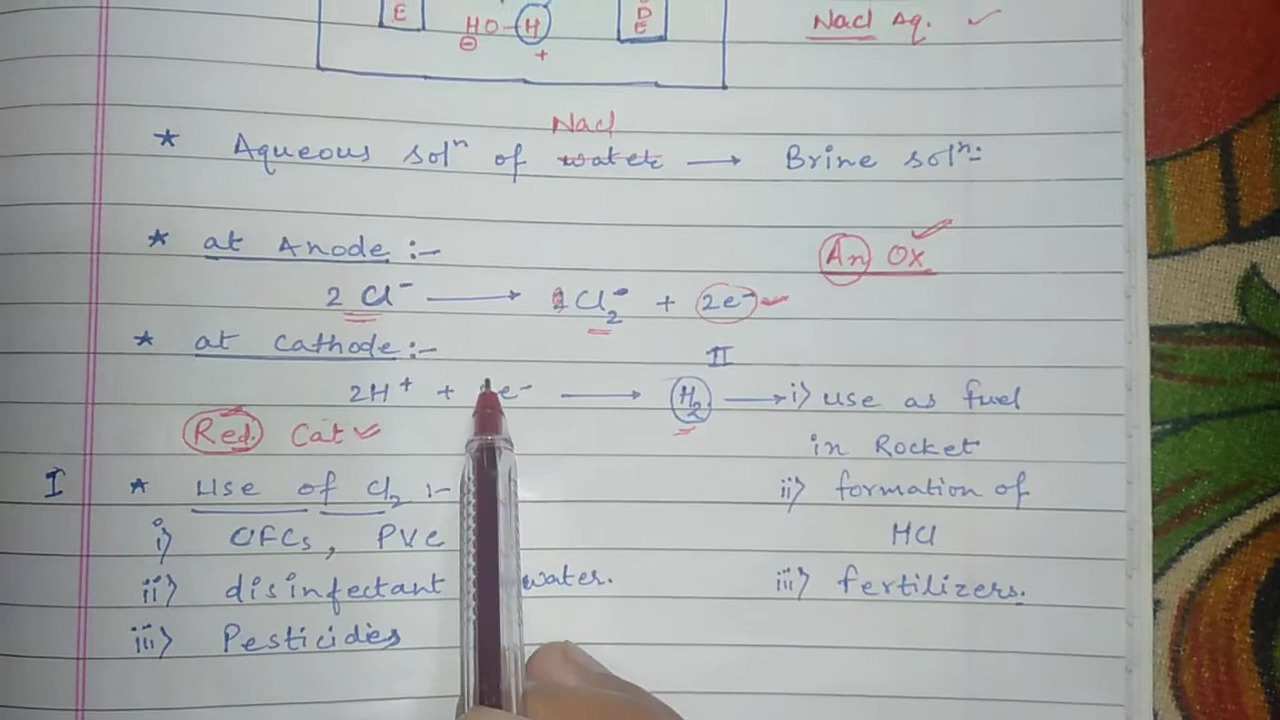 E
D
E
HO-H
⊖ +
Nacl Aq.
Nacl
* Aqueous solⁿ of water → Brine solⁿ:-
* at Anode :-
An Ox
2 Cl⁻ → Cl₂ + 2e⁻
* at Cathode :-
II
2H⁺ + e⁻ → H₂ → i) use as fuel
in Rocket
Red. Cat
I * Use of Cl₂ :-
ii) formation of
HCl
i) CFCs, PVC
ii) disinfectant water.
iii) fertilizers.
iii) Pesticides